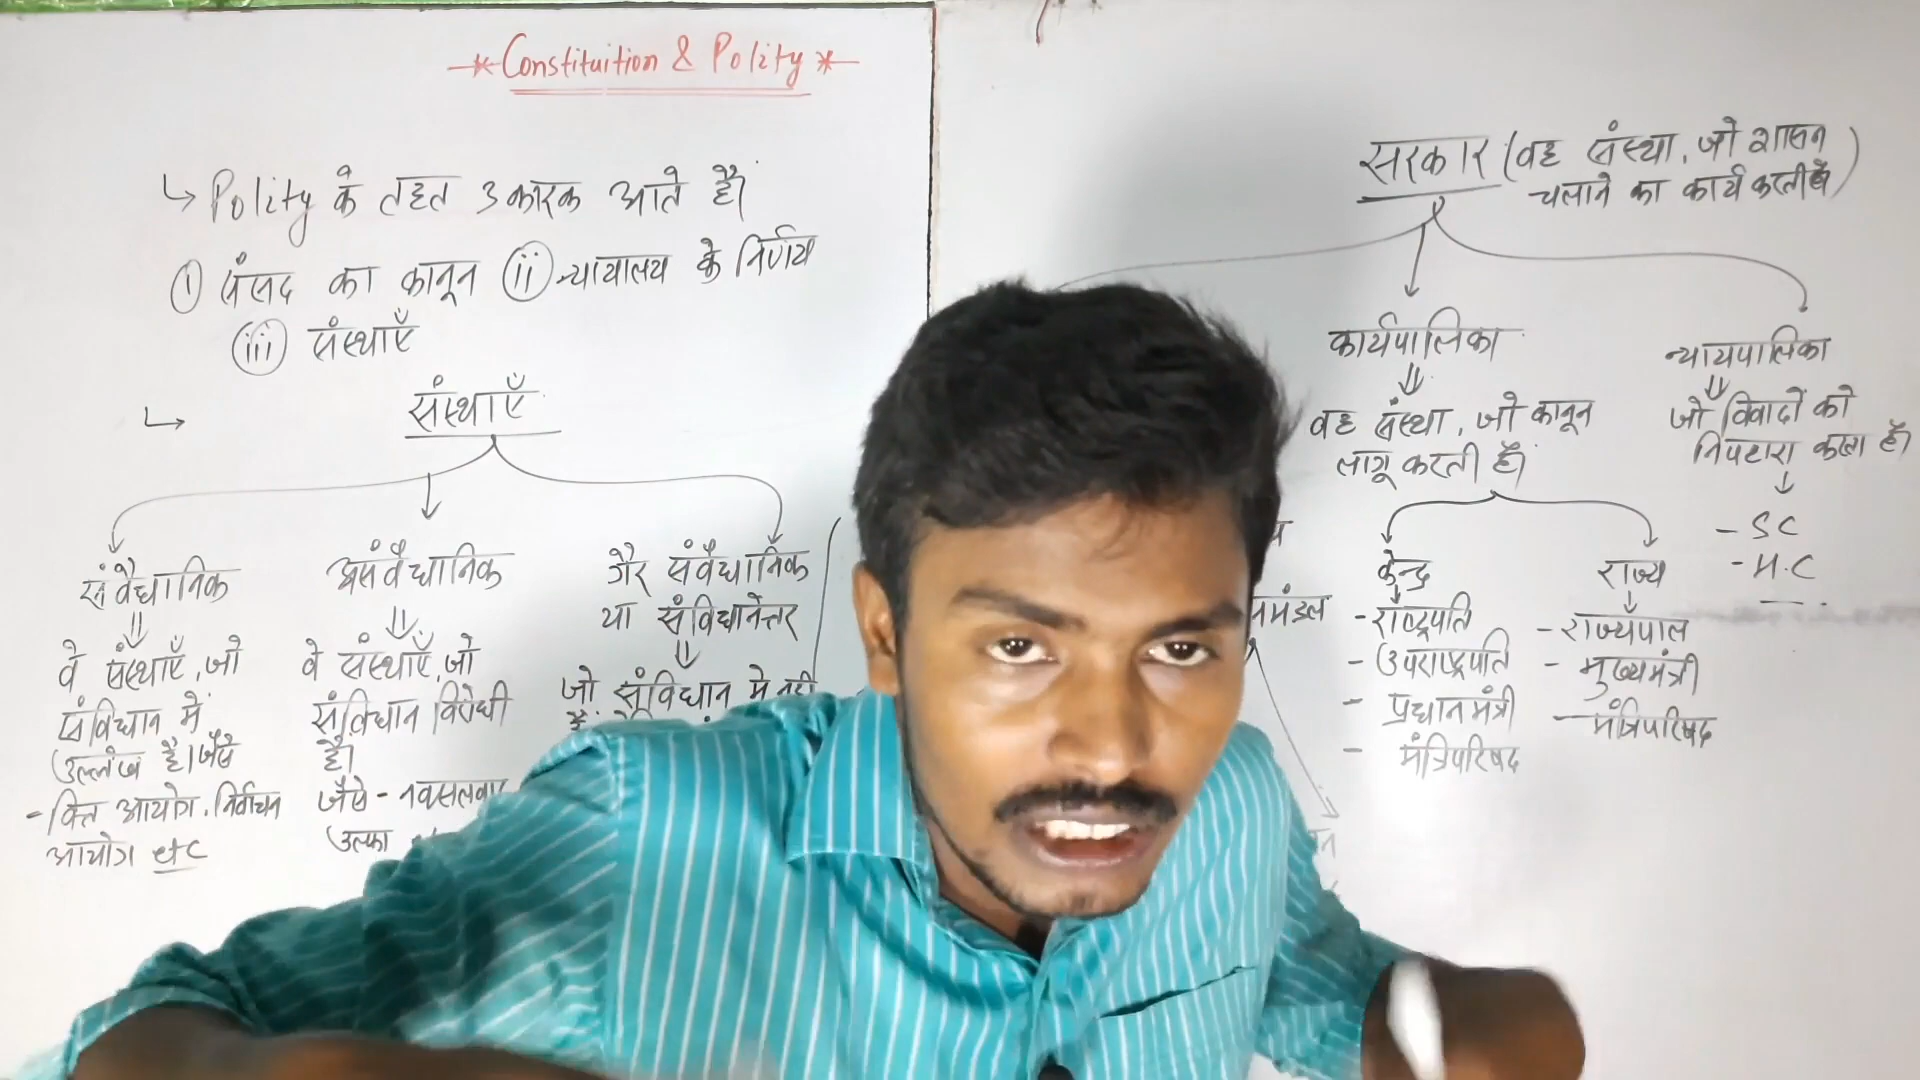 Constituition & Polity
↳ Polity के तहत 3 कारक आते हैं।
① संसद का कानून ⅱ न्यायालय के निर्णय
ⅲ संस्थाएँ
↳ संस्थाएँ
संवैधानिक
वे संस्थाएँ, जो
संविधान में
उल्लेख है। जैसे
- वित्त आयोग, निर्वाचन
आयोग etc
असंवैधानिक
वे संस्थाएँ, जो
संविधान विरोधी
है।
जैसे - नक्सलवाद
उल्फा
गैर संवैधानिक
या संविधानेत्तर
जो संविधान में नही
सरकार (वह संस्था, जो शासन
चलाने का कार्य करती है)
कार्यपालिका
वह संस्था, जो कानून
लागू करती है।
केन्द्र
- राष्ट्रपति
- उपराष्ट्रपति
- प्रधानमंत्री
- मंत्रिपरिषद
राज्य
- राज्यपाल
- मुख्यमंत्री
- मंत्रिपरिषद
न्यायपालिका
जो विवादों को
निपटारा करता है।
- SC
- H.C